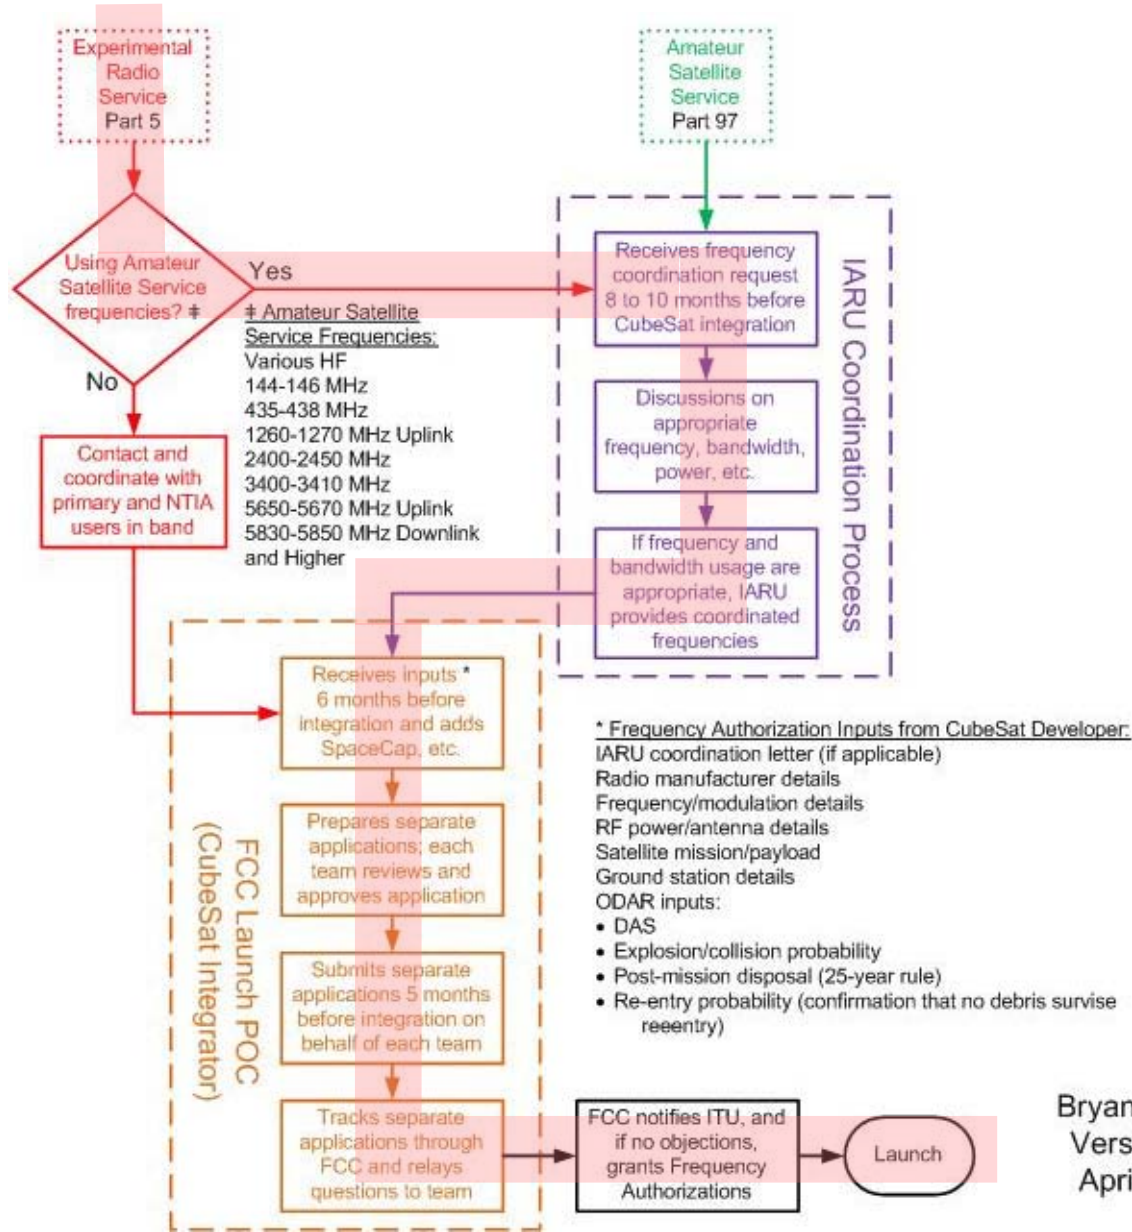 Experimental
Radio
Service
Part 5
Amateur
Satellite
Service
Part 97
Using Amateur
Satellite Service
frequencies? ǂ
Yes
No
ǂ Amateur Satellite
Service Frequencies:
Various HF
144-146 MHz
435-438 MHz
1260-1270 MHz Uplink
2400-2450 MHz
3400-3410 MHz
5650-5670 MHz Uplink
5830-5850 MHz Downlink
and Higher
Contact and
coordinate with
primary and NTIA
users in band
Receives frequency
coordination request
8 to 10 months before
CubeSat integration
Discussions on
appropriate
frequency, bandwidth,
power, etc.
If frequency and
bandwidth usage are
appropriate, IARU
provides coordinated
frequencies
IARU Coordination Process
Receives inputs *
6 months before
integration and adds
SpaceCap, etc.
Prepares separate
applications; each
team reviews and
approves application
Submits separate
applications 5 months
before integration on
behalf of each team
Tracks separate
applications through
FCC and relays
questions to team
FCC Launch POC
(CubeSat Integrator)
* Frequency Authorization Inputs from CubeSat Developer:
IARU coordination letter (if applicable)
Radio manufacturer details
Frequency/modulation details
RF power/antenna details
Satellite mission/payload
Ground station details
ODAR inputs:
• DAS
• Explosion/collision probability
• Post-mission disposal (25-year rule)
• Re-entry probability (confirmation that no debris survise
reeentry)
FCC notifies ITU, and
if no objections,
grants Frequency
Authorizations
Launch
Bryan
Vers
Apri